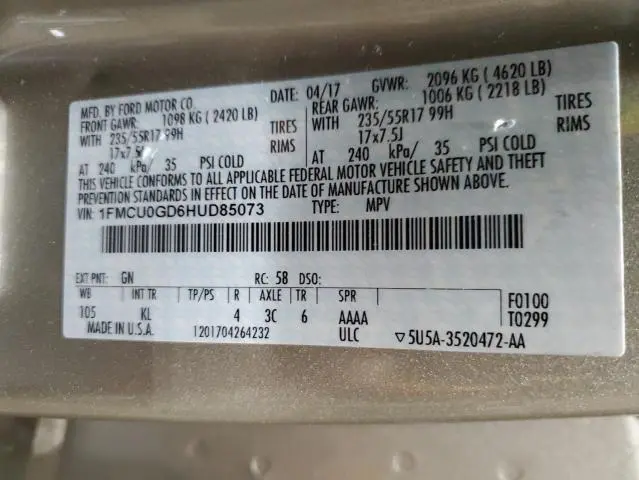 MFD. BY FORD MOTOR CO.
DATE: 04/17 GVWR: 2096 KG ( 4620 LB)
FRONT GAWR: 1098 KG ( 2420 LB)
REAR GAWR: 1006 KG ( 2218 LB)
WITH 235/55R17 99H TIRES
WITH 235/55R17 99H TIRES
17x7.5J RIMS
17x7.5J RIMS
AT 240 kPa/ 35 PSI COLD
AT 240 kPa/ 35 PSI COLD
THIS VEHICLE CONFORMS TO ALL APPLICABLE FEDERAL MOTOR VEHICLE SAFETY AND THEFT
PREVENTION STANDARDS IN EFFECT ON THE DATE OF MANUFACTURE SHOWN ABOVE.
VIN: 1FMCU0GD6HUD85073 TYPE: MPV
EXT PNT: GN RC: 58 DSO:
WB INT TR TP/PS R AXLE TR SPR F0100
105 KL 4 3C 6 AAAA T0299
MADE IN U.S.A. 1201704264232 ULC ▽5U5A-3520472-AA